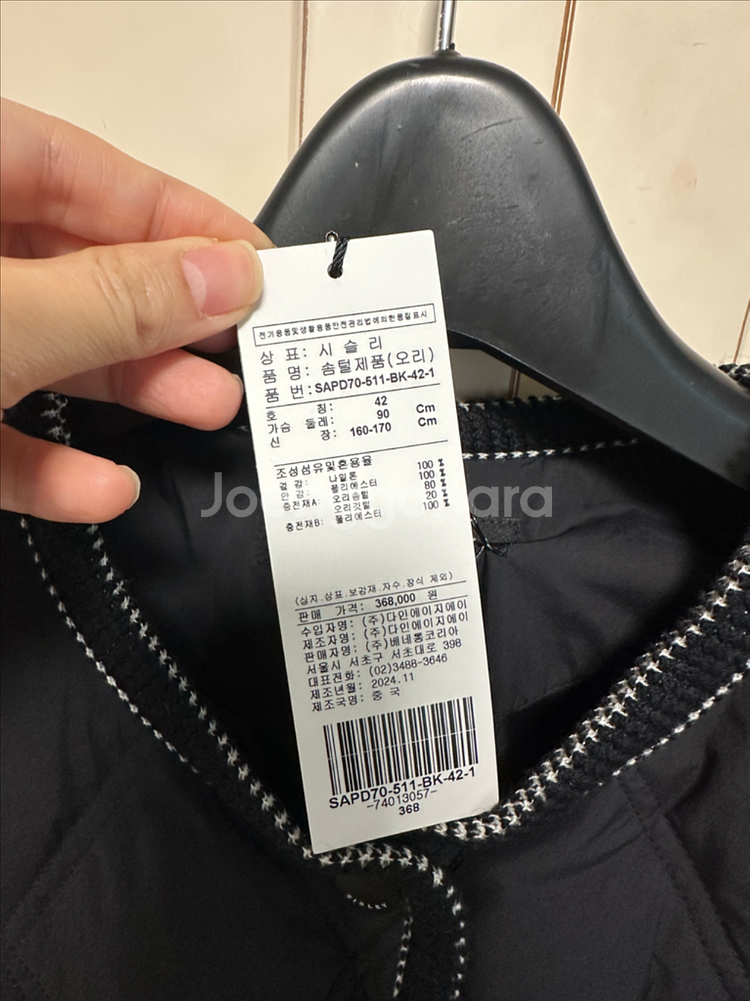 전기용품및생활용품안전관리법에의한품질표시
상 표: 시 슬 리
품 명: 솜털제품(오리)
품 번: SAPD70-511-BK-42-1
호 칭: 42
가슴 둘레: 90 Cm
신 장: 160-170 Cm
조성섬유및혼용율
겉 감: 나일론 100 %
안 감: 폴리에스터 100 %
충전재A: 오리솜털 80 %
오리깃털 20 %
충전재B: 폴리에스터 100 %
(심지.상표.보강재.자수.장식 제외)
판매 가격: 368,000 원
수입자명: (주)다인에이지에이
제조자명: (주)다인에이지에이
판매자명: (주)베네통코리아
서울시 서초구 서초대로 398
대표전화: (02)3488-3646
제조년월: 2024.11
제조국명: 중 국
SAPD70-511-BK-42-1
-74013057-
368
SISLEY